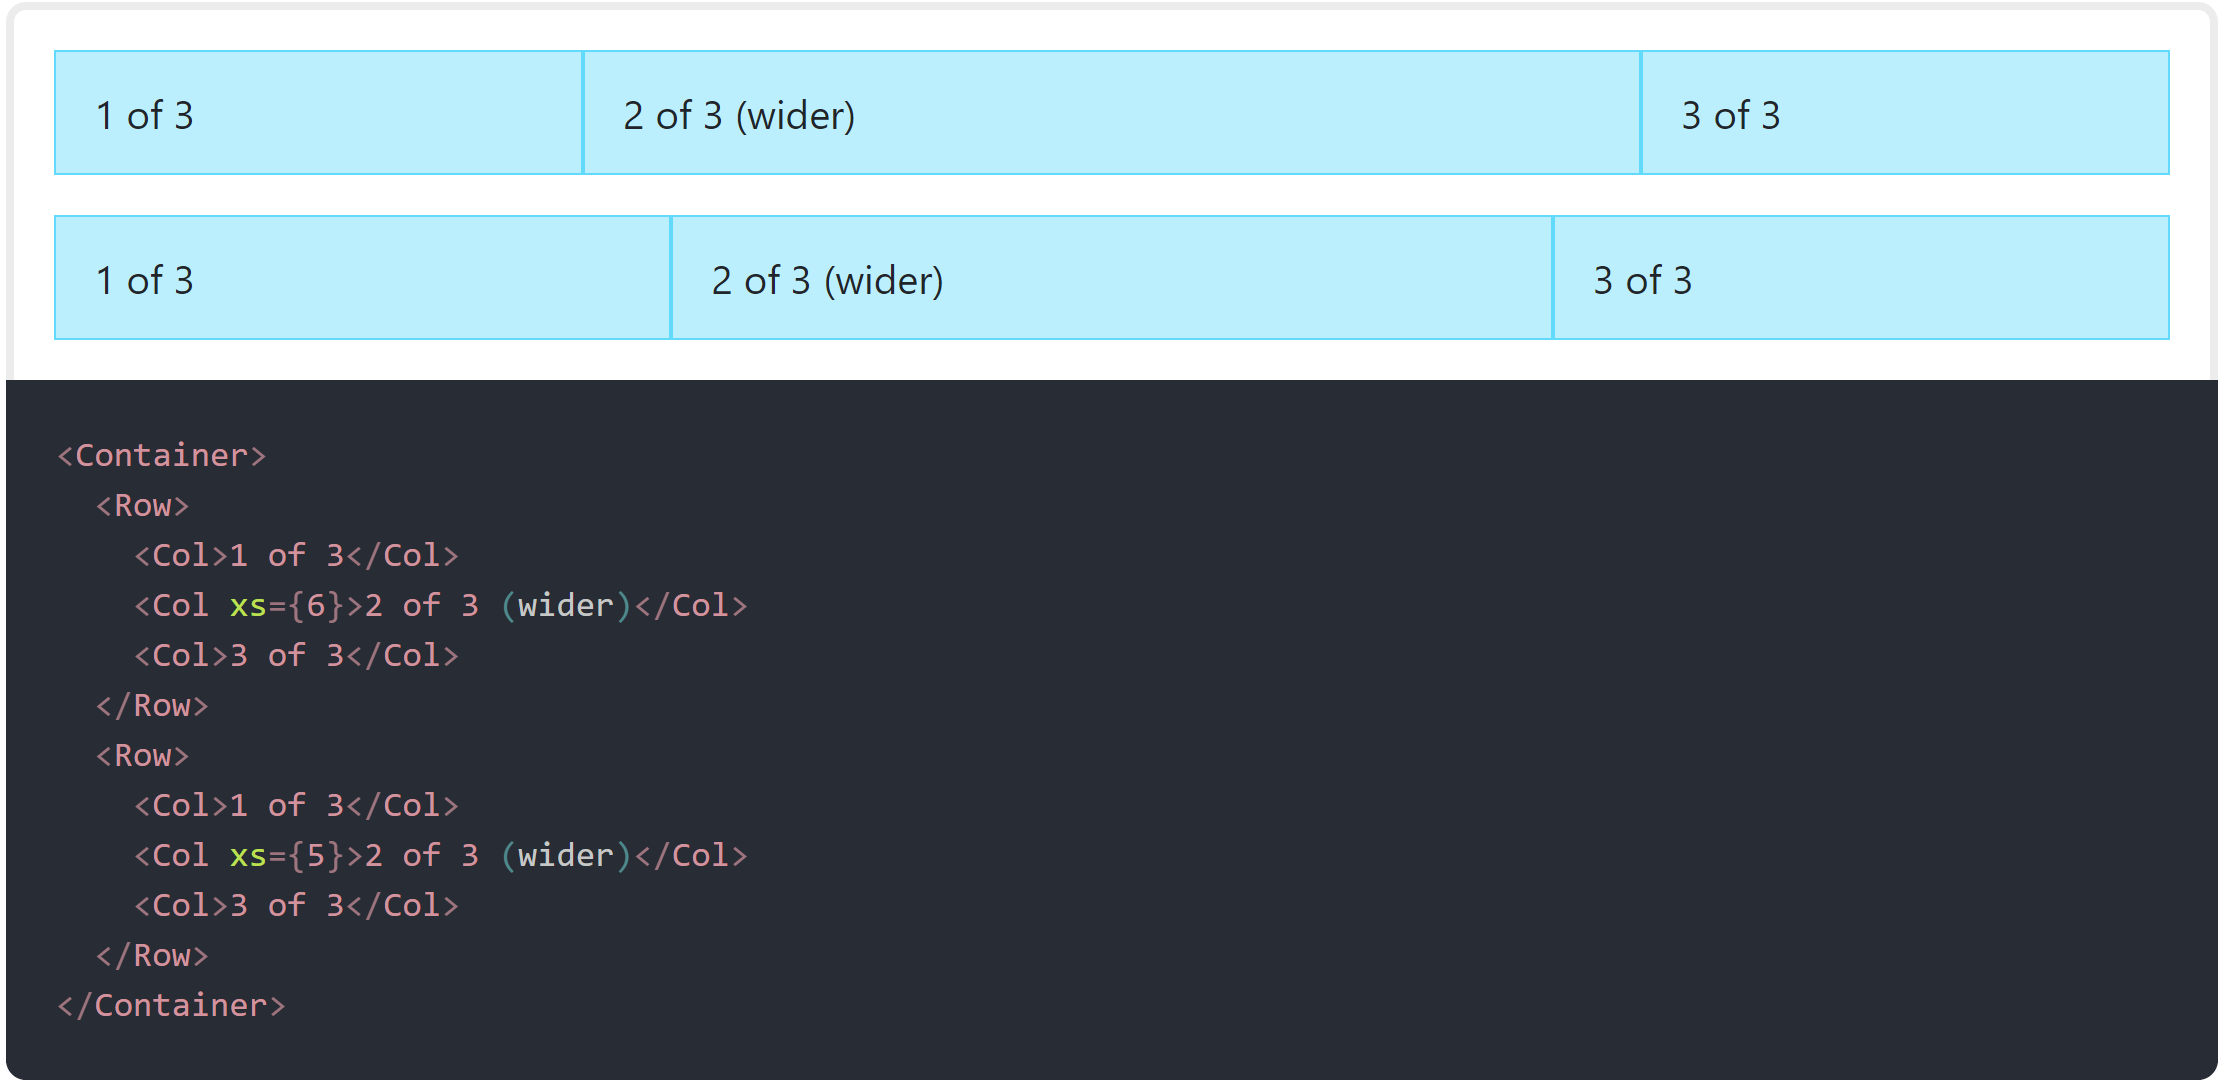 1 of 3 2 of 3 (wider) 3 of 3
1 of 3 2 of 3 (wider) 3 of 3
<Container>
  <Row>
    <Col>1 of 3</Col>
    <Col xs={6}>2 of 3 (wider)</Col>
    <Col>3 of 3</Col>
  </Row>
  <Row>
    <Col>1 of 3</Col>
    <Col xs={5}>2 of 3 (wider)</Col>
    <Col>3 of 3</Col>
  </Row>
</Container>